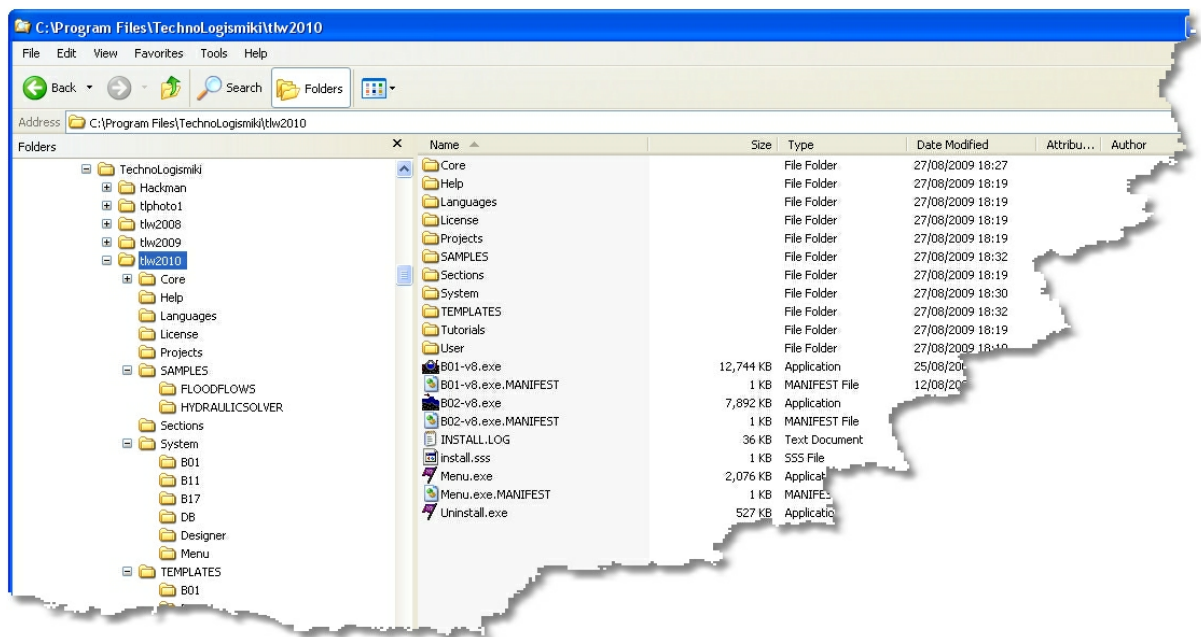 C:\Program Files\TechnoLogismiki\tlw2010
File Edit View Favorites Tools Help
Back Search Folders
Address C:\Program Files\TechnoLogismiki\tlw2010
Folders
TechnoLogismiki
Hackman
tlphoto1
tlw2008
tlw2009
tlw2010
Core
Help
Languages
License
Projects
SAMPLES
FLOODFLOWS
HYDRAULICSOLVER
Sections
System
B01
B11
B17
DB
Designer
Menu
TEMPLATES
B01
Name Size Type Date Modified Attribu... Author
Core File Folder 27/08/2009 18:27
Help File Folder 27/08/2009 18:19
Languages File Folder 27/08/2009 18:19
License File Folder 27/08/2009 18:19
Projects File Folder 27/08/2009 18:19
SAMPLES File Folder 27/08/2009 18:32
Sections File Folder 27/08/2009 18:19
System File Folder 27/08/2009 18:30
TEMPLATES File Folder 27/08/2009 18:32
Tutorials File Folder 27/08/2009 18:19
User File Folder 27/08/2009 18:19
B01-v8.exe 12,744 KB Application
B01-v8.exe.MANIFEST 1 KB MANIFEST File
B02-v8.exe 7,892 KB Application
B02-v8.exe.MANIFEST 1 KB MANIFEST File
INSTALL.LOG 36 KB Text Document
install.sss 1 KB SSS File
Menu.exe 2,076 KB
Menu.exe.MANIFEST 1 KB
Uninstall.exe 527 KB